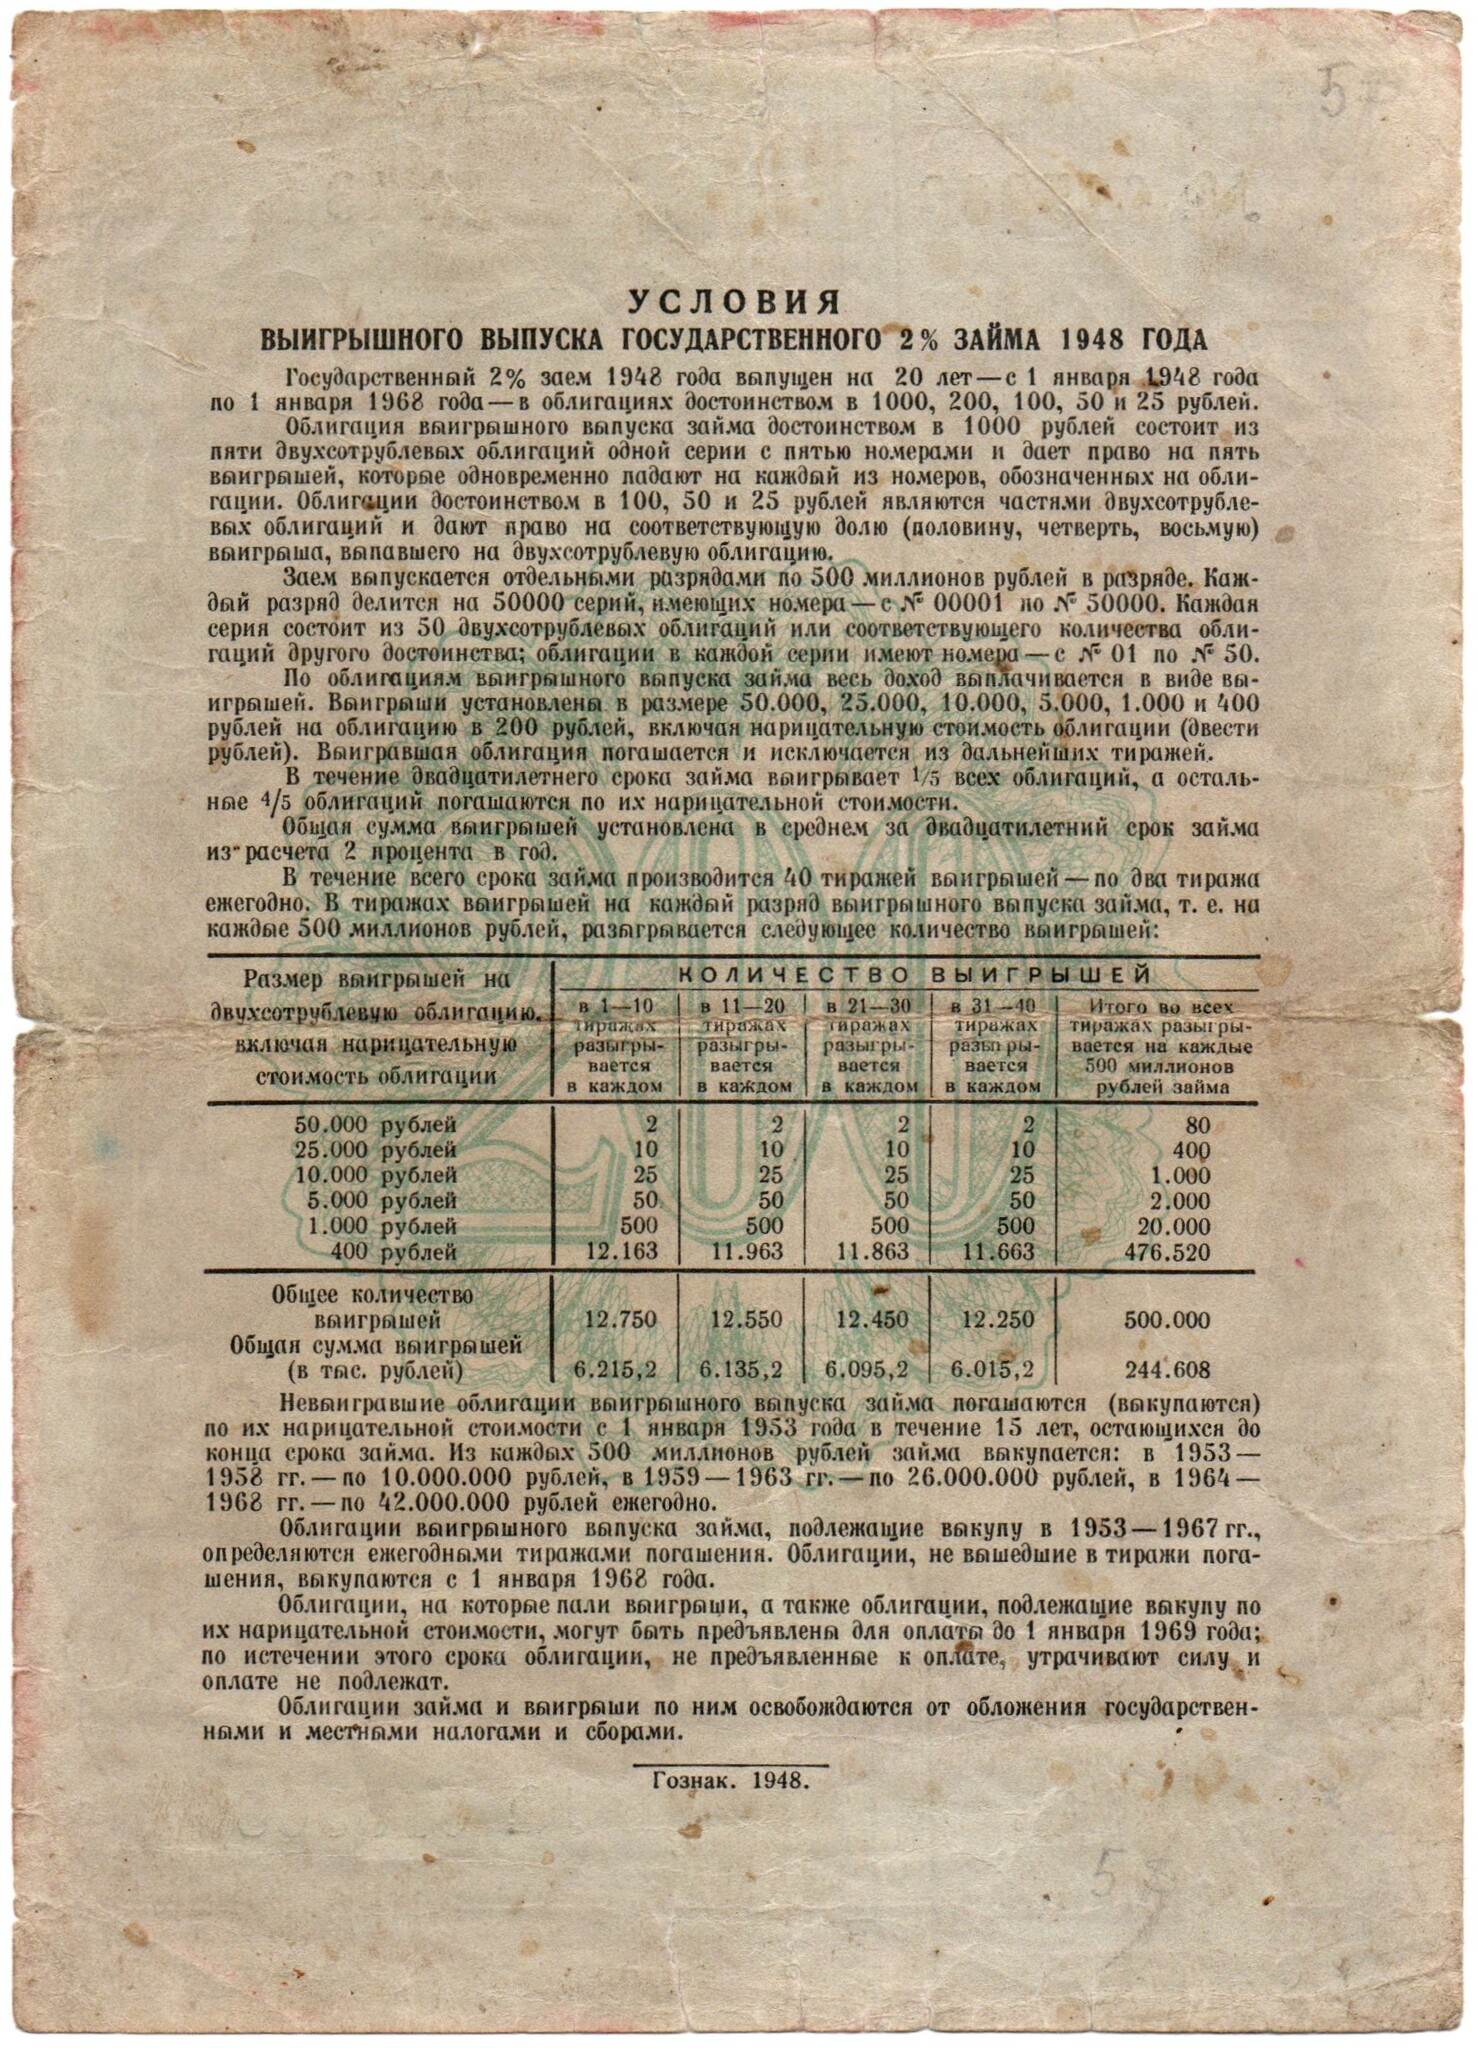 5
УСЛОВИЯ
ВЫИГРЫШНОГО ВЫПУСКА ГОСУДАРСТВЕННОГО 2% ЗАЙМА 1948 ГОДА
Государственный 2% заем 1948 года выпущен на 20 лет—с 1 января 1948 года
по 1 января 1968 года—в облигациях достоинством в 1000, 200, 100, 50 и 25 рублей.
Облигация выигрышного выпуска займа достоинством в 1000 рублей состоит из
пяти двухсотрублевых облигаций одной серии с пятью номерами и дает право на пять
выигрышей, которые одновременно падают на каждый из номеров, обозначенных на обли-
гации. Облигации достоинством в 100, 50 и 25 рублей являются частями двухсотрубле-
вых облигаций и дают право на соответствующую долю (половину, четверть, восьмую)
выигрыша, выпавшего на двухсотрублевую облигацию.
Заем выпускается отдельными разрядами по 500 миллионов рублей в разряде. Каж-
дый разряд делится на 50000 серий, имеющих номера—с № 00001 по № 50000. Каждая
серия состоит из 50 двухсотрублевых облигаций или соответствующего количества обли-
гаций другого достоинства; облигации в каждой серии имеют номера—с № 01 по № 50.
По облигациям выигрышного выпуска займа весь доход выплачивается в виде вы-
игрышей. Выигрыши установлены в размере 50.000, 25.000, 10.000, 5.000, 1.000 и 400
рублей на облигацию в 200 рублей, включая нарицательную стоимость облигации (двести
рублей). Выигравшая облигация погашается и исключается из дальнейших тиражей.
В течение двадцатилетнего срока займа выигрывает 1/5 всех облигаций, а осталь-
ные 4/5 облигаций погашаются по их нарицательной стоимости.
Общая сумма выигрышей установлена в среднем за двадцатилетний срок займа
из расчета 2 процента в год.
В течение всего срока займа производится 40 тиражей выигрышей—по два тиража
ежегодно. В тиражах выигрышей на каждый разряд выигрышного выпуска займа, т. е. на
каждые 500 миллионов рублей, разыгрывается следующее количество выигрышей:
Размер выигрышей на двухсотрублевую облигацию, включая нарицательную стоимость облигации
КОЛИЧЕСТВО ВЫИГРЫШЕЙ
в 1—10 тиражах разыгры-вается в каждом
в 11—20 тиражах разыгры-вается в каждом
в 21—30 тиражах разыгры-вается в каждом
в 31—40 тиражах разыгры-вается в каждом
Итого во всех тиражах разыгры-вается на каждые 500 миллионов рублей займа
50.000 рублей 2 2 2 2 80
25.000 рублей 10 10 10 10 400
10.000 рублей 25 25 25 25 1.000
5.000 рублей 50 50 50 50 2.000
1.000 рублей 500 500 500 500 20.000
400 рублей 12.163 11.963 11.863 11.663 476.520
Общее количество
выигрышей 12.750 12.550 12.450 12.250 500.000
Общая сумма выигрышей
(в тыс. рублей) 6.215,2 6.135,2 6.095,2 6.015,2 244.608
Невыигравшие облигации выигрышного выпуска займа погашаются (выкупаются)
по их нарицательной стоимости с 1 января 1953 года в течение 15 лет, остающихся до
конца срока займа. Из каждых 500 миллионов рублей займа выкупается: в 1953—
1958 гг.—по 10.000.000 рублей, в 1959—1963 гг.—по 26.000.000 рублей, в 1964—
1968 гг.—по 42.000.000 рублей ежегодно.
Облигации выигрышного выпуска займа, подлежащие выкупу в 1953—1967 гг.,
определяются ежегодными тиражами погашения. Облигации, не вышедшие в тиражи пога-
шения, выкупаются с 1 января 1968 года.
Облигации, на которые пали выигрыши, а также облигации, подлежащие выкупу по
их нарицательной стоимости, могут быть предъявлены для оплаты до 1 января 1969 года;
по истечении этого срока облигации, не предъявленные к оплате, утрачивают силу и
оплате не подлежат.
Облигации займа и выигрыши по ним освобождаются от обложения государствен-
ными и местными налогами и сборами.
Гознак. 1948.